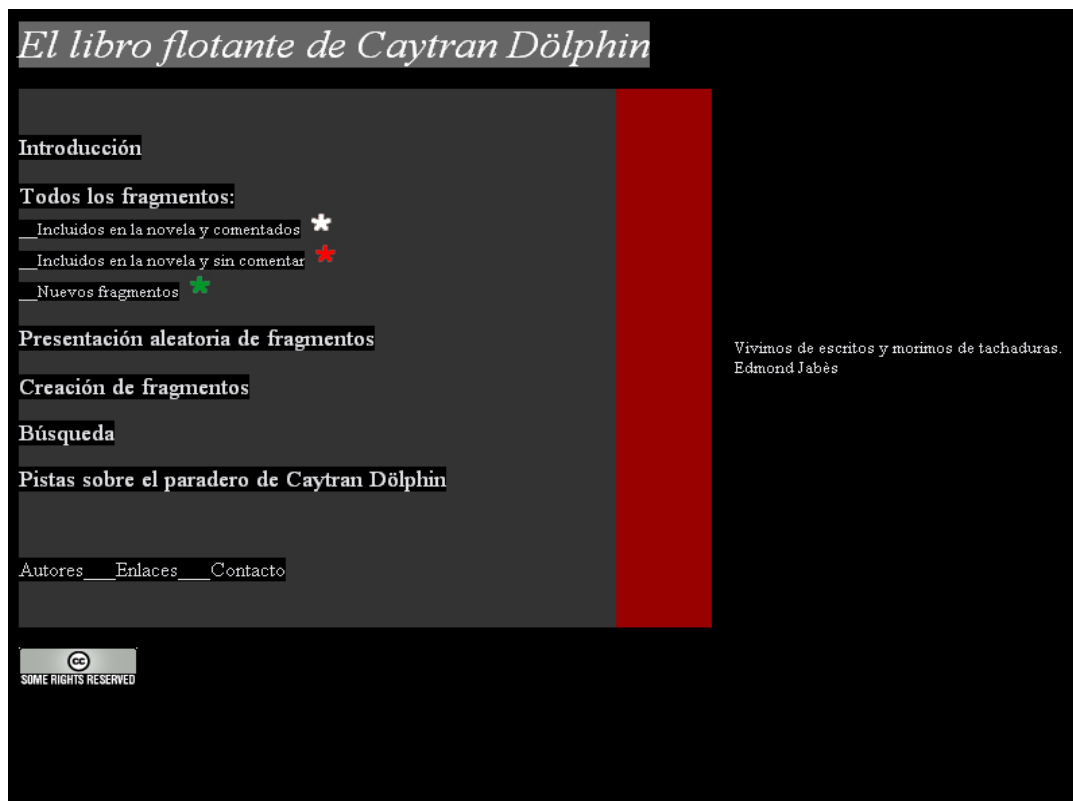 El libro flotante de Caytran Dölphin
Introducción
Todos los fragmentos:
__Incluidos en la novela y comentados *
__Incluidos en la novela y sin comentar *
__Nuevos fragmentos *
Presentación aleatoria de fragmentos
Creación de fragmentos
Búsqueda
Pistas sobre el paradero de Caytran Dölphin
Autores___Enlaces___Contacto
Vivimos de escritos y morimos de tachaduras.
Edmond Jabès
cc
SOME RIGHTS RESERVED